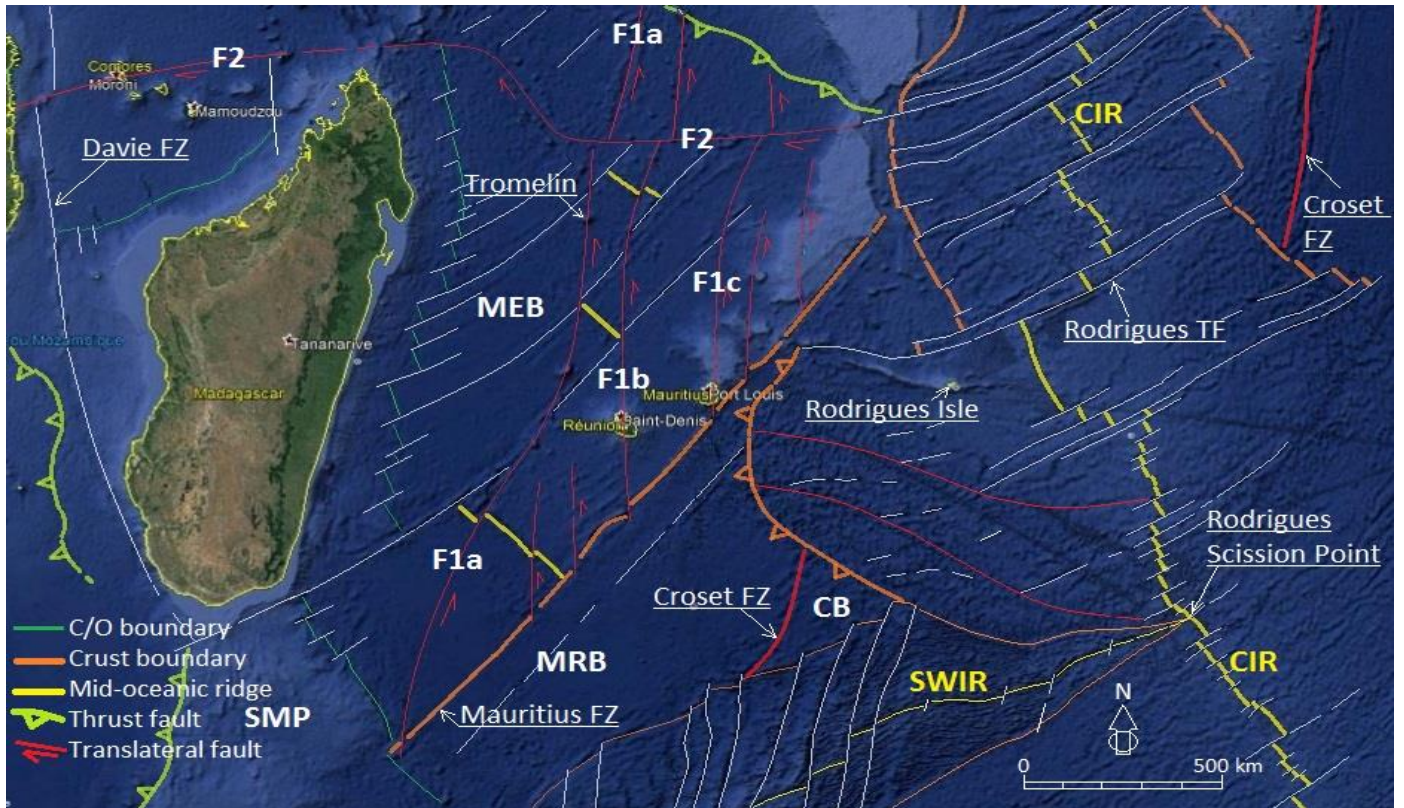 F1a
F2
Comores
Moroni
Mamoudzou
CIR
F2
Davie FZ
Tromelin
Croset
FZ
F1c
MEB
Rodrigues TF
du Mozambique
Tananarive
F1b
Madagascar
Mauritius
Port Louis
Rodrigues Isle
Réunion
Saint-Denis
Rodrigues
Scission Point
F1a
Croset FZ
CB
C/O boundary
Crust boundary
MRB
SWIR
CIR
Mid-oceanic ridge
N
Thrust fault
SMP
Mauritius FZ
Translateral fault
0
500 km